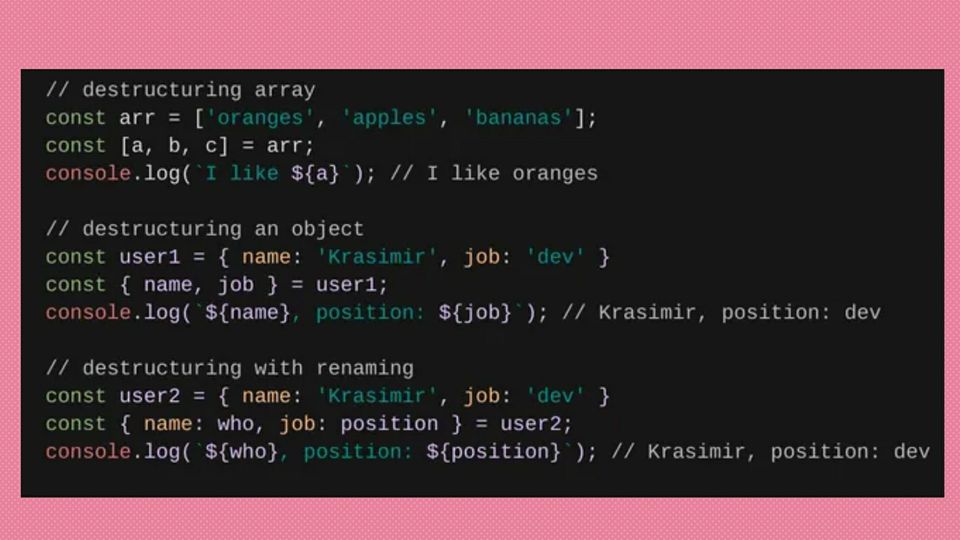 // destructuring array
const arr = ['oranges', 'apples', 'bananas'];
const [a, b, c] = arr;
console.log(`I like ${a}`); // I like oranges
// destructuring an object
const user1 = { name: 'Krasimir', job: 'dev' }
const { name, job } = user1;
console.log(`${name}, position: ${job}`); // Krasimir, position: dev
// destructuring with renaming
const user2 = { name: 'Krasimir', job: 'dev' }
const { name: who, job: position } = user2;
console.log(`${who}, position: ${position}`); // Krasimir, position: dev